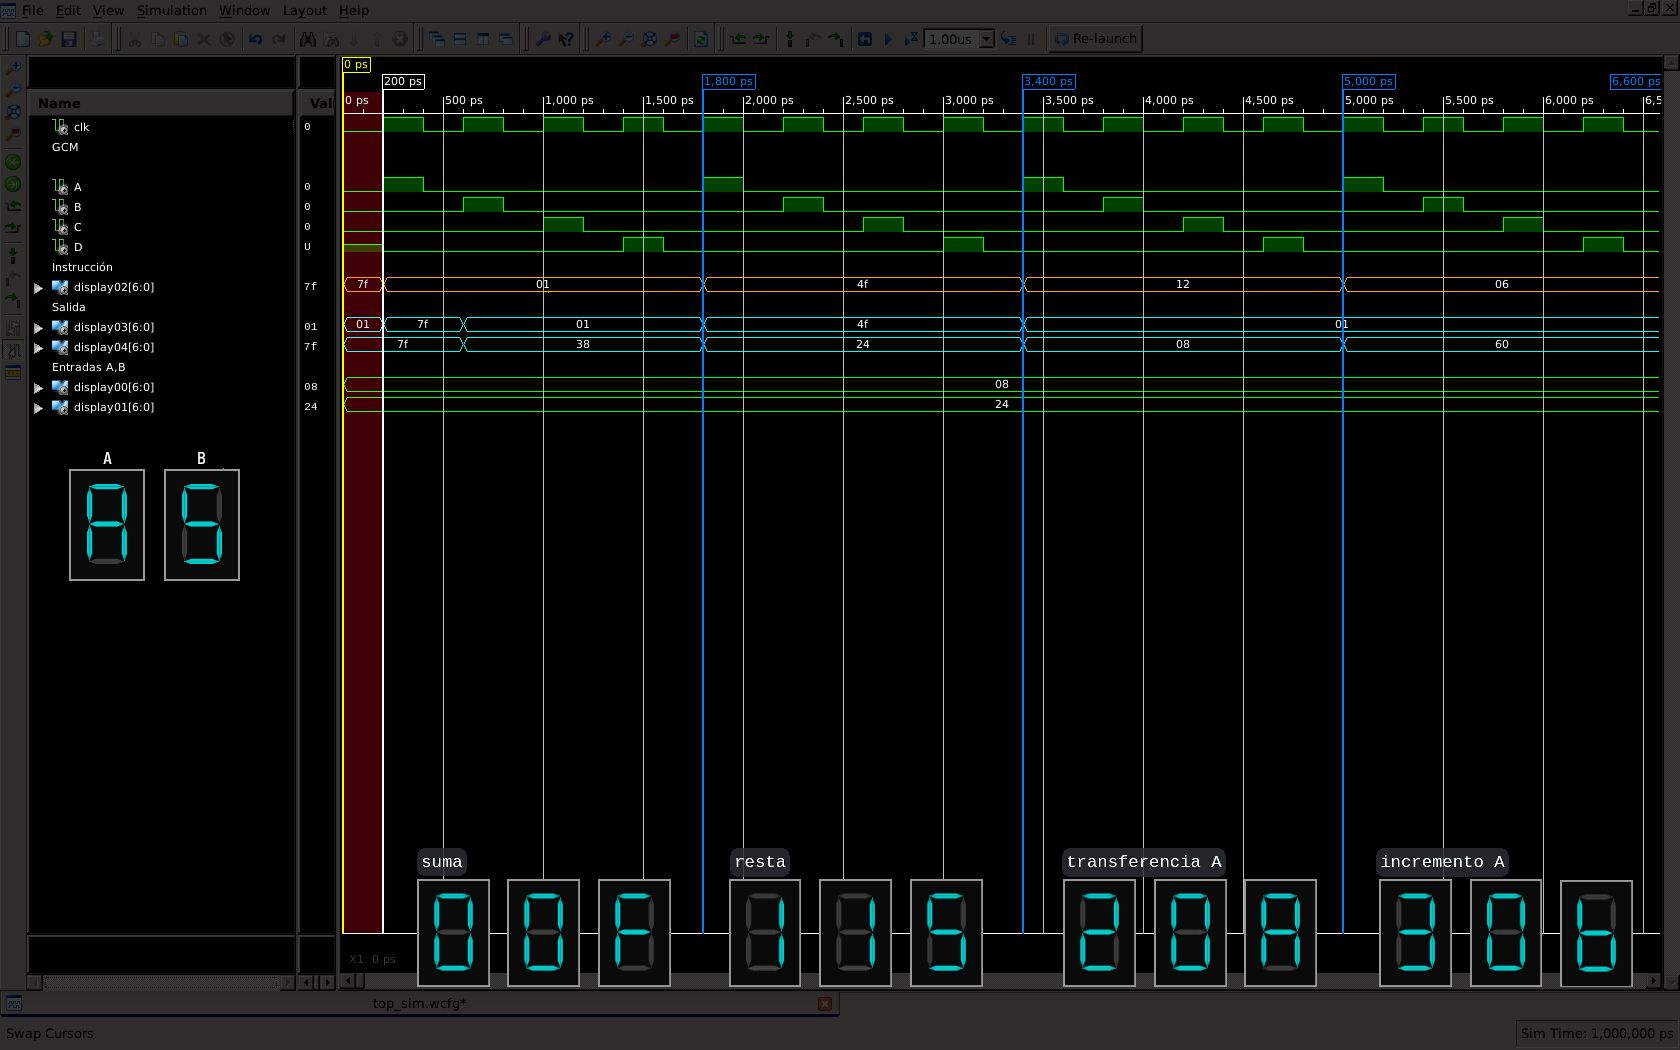 File Edit View Simulation Window Layout Help
1.00us Re-launch
0 ps
200 ps 1,800 ps 3,400 ps 5,000 ps 6,600 ps
Name Valu 0 ps 500 ps 1,000 ps 1,500 ps 2,000 ps 2,500 ps 3,000 ps 3,500 ps 4,000 ps 4,500 ps 5,000 ps 5,500 ps 6,000 ps 6,5
clk 0
GCM
A 0
B 0
C 0
D U
Instrucción
display02[6:0] 7f 7f 01 4f 12 06
Salida
display03[6:0] 01 01 7f 01 4f 01
display04[6:0] 7f 7f 38 24 08 60
Entradas A,B
display00[6:0] 08 08
display01[6:0] 24 24
A B
A 5
suma resta transferencia A incremento A
X1: 0 ps
top_sim.wcfg*
Swap Cursors Sim Time: 1,000,000 ps